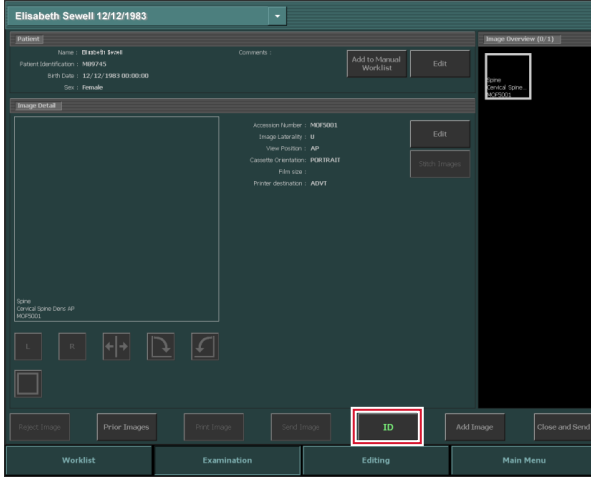 Elisabeth Sewell 12/12/1983
Patient
Name : Elisabeth Sewell
Comments :
Patient Identification : M09745
Birth Date : 12/12/1983 00:00:00
Sex : Female
Add to Manual
Worklist
Edit
Image Overview (0/1)
Spine
Cervical Spine...
MOF5001
Image Detail
Accession Number : MOF5001
Image Laterality : U
View Position : AP
Cassette Orientation: PORTRAIT
Film size :
Printer destination : ADVT
Edit
Stitch Images
Spine
Cervical Spine Dens AP
MOF5001
L
R
Reject Image
Prior Images
Print Image
Send Image
ID
Add Image
Close and Send
Worklist
Examination
Editing
Main Menu